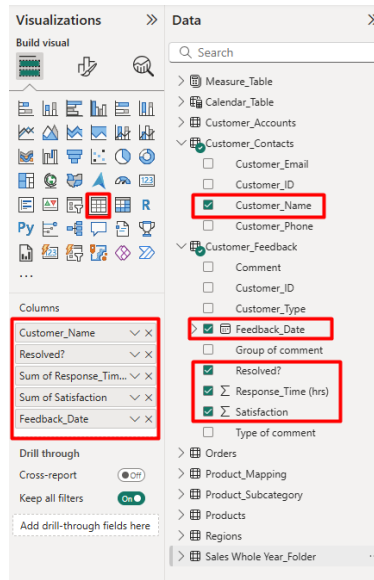 Visualizations
Build visual
123
R
Py
Columns
Customer_Name
Resolved?
Sum of Response_Tim...
Sum of Satisfaction
Feedback_Date
Drill through
Cross-report
Off
Keep all filters
On
Add drill-through fields here
Data
Search
Measure_Table
Calendar_Table
Customer_Accounts
Customer_Contacts
Customer_Email
Customer_ID
Customer_Name
Customer_Phone
Customer_Feedback
Comment
Customer_ID
Customer_Type
Feedback_Date
Group of comment
Resolved?
Σ Response_Time (hrs)
Σ Satisfaction
Type of comment
Orders
Product_Mapping
Product_Subcategory
Products
Regions
Sales Whole Year_Folder